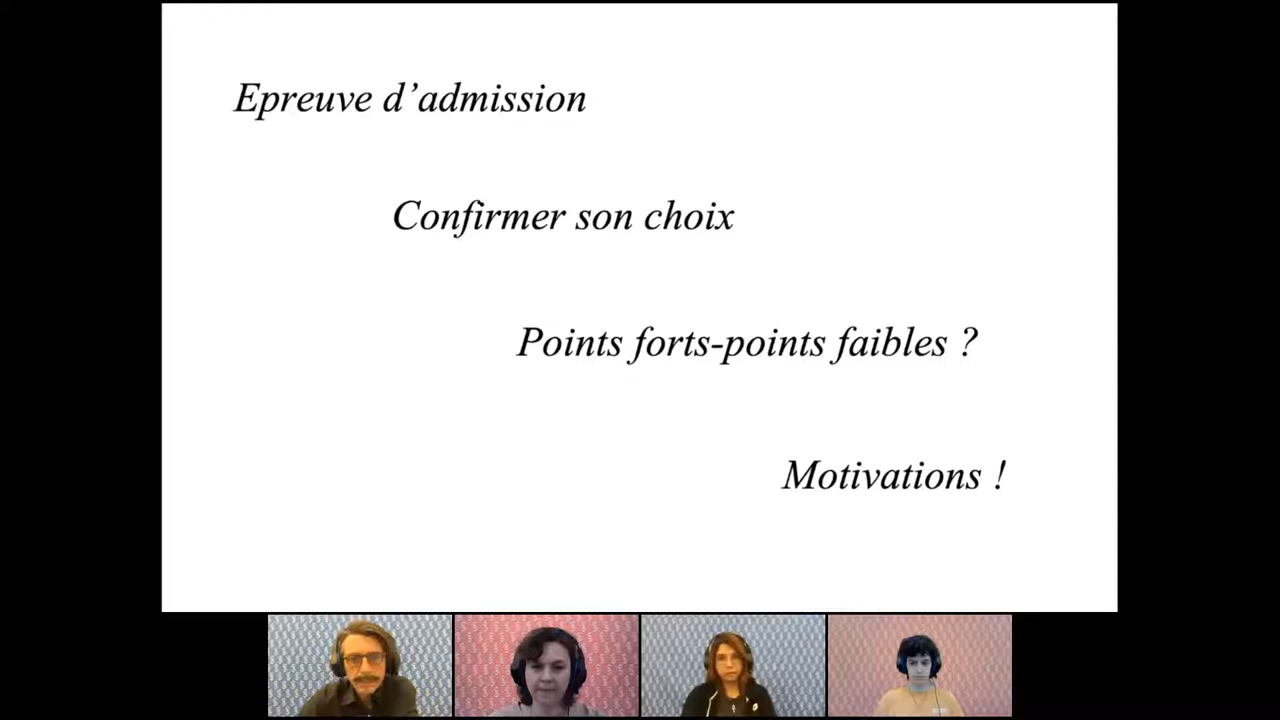 Epreuve d’admission
Confirmer son choix
Points forts-points faibles ?
Motivations !